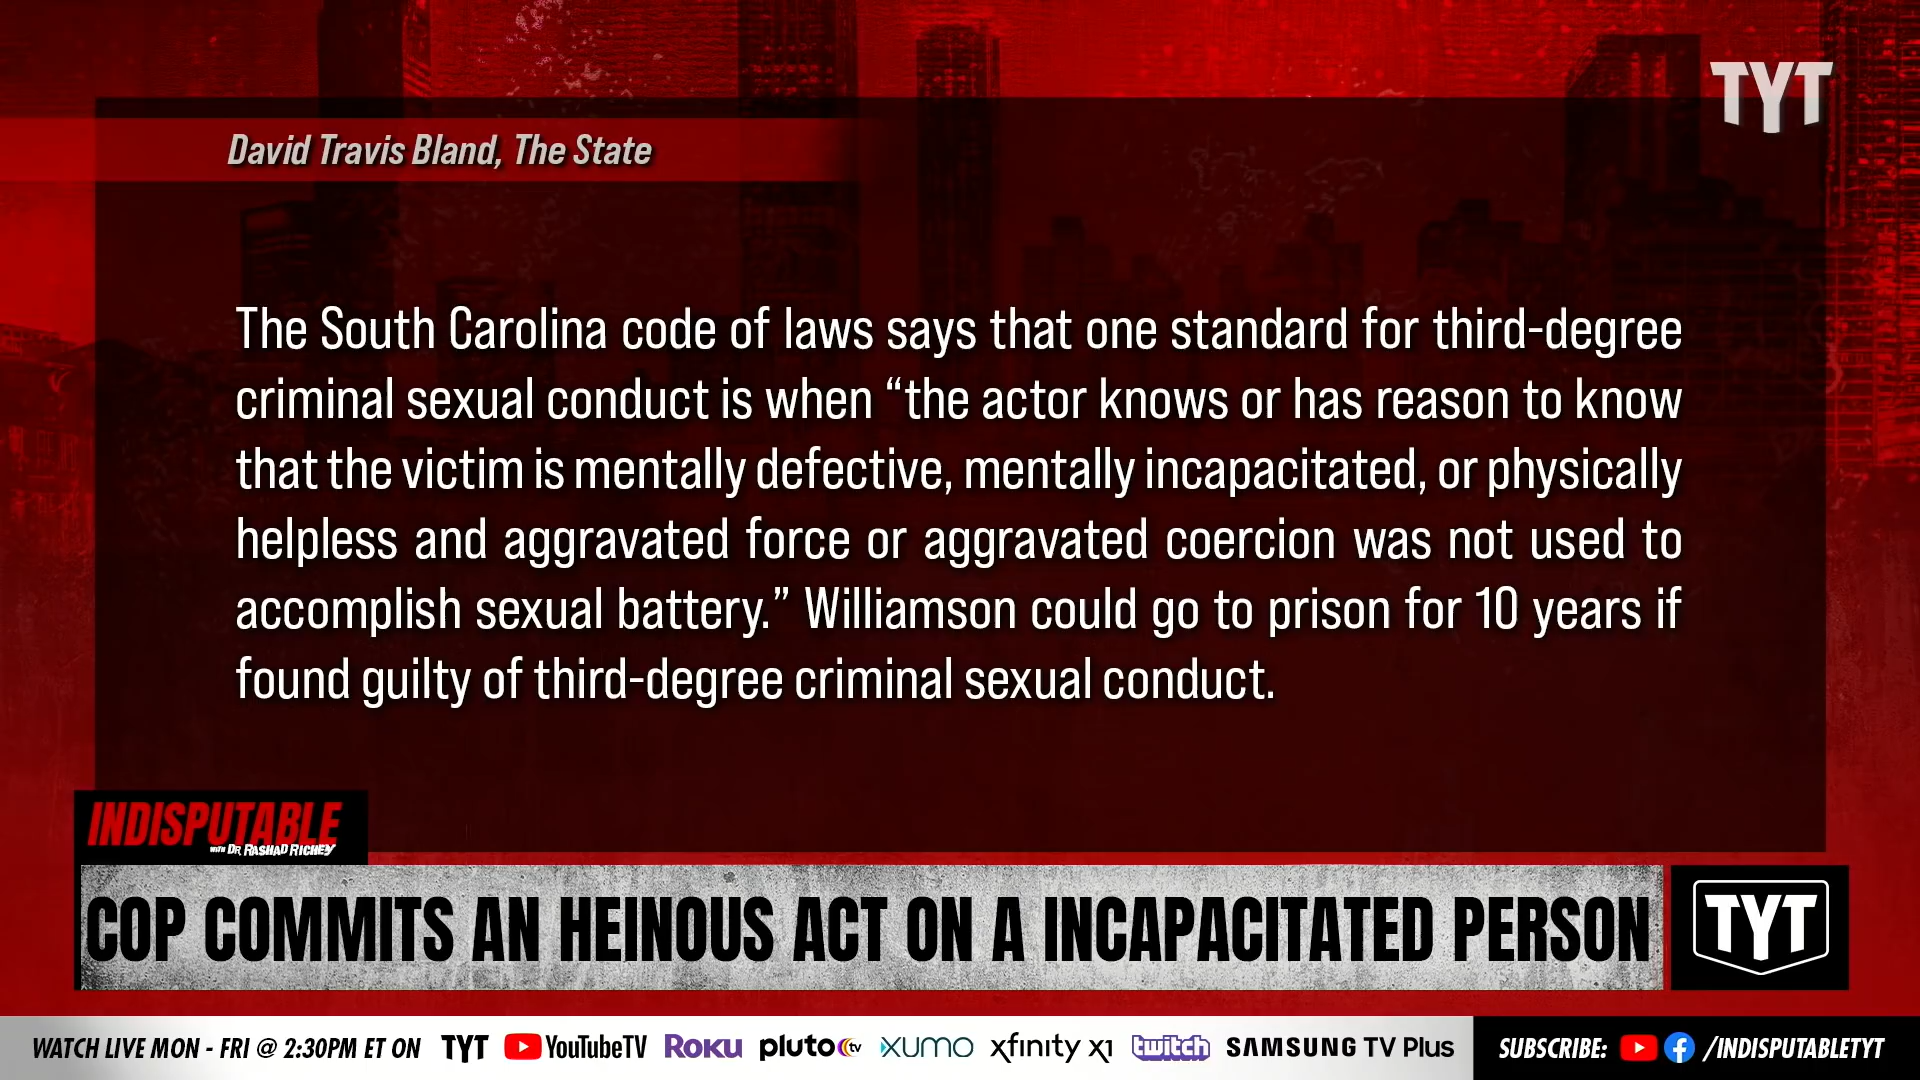 TYT
David Travis Bland, The State
The South Carolina code of laws says that one standard for third-degree
criminal sexual conduct is when “the actor knows or has reason to know
that the victim is mentally defective, mentally incapacitated, or physically
helpless and aggravated force or aggravated coercion was not used to
accomplish sexual battery.” Williamson could go to prison for 10 years if
found guilty of third-degree criminal sexual conduct.
INDISPUTABLE
WITH DR RASHAD RICHEY
COP COMMITS AN HEINOUS ACT ON A INCAPACITATED PERSON
TYT
WATCH LIVE MON - FRI @ 2:30PM ET ON TYT YouTubeTV ROKU pluto tv XUMO xfinity x1 twitch SAMSUNG TV Plus SUBSCRIBE: /INDISPUTABLETYT